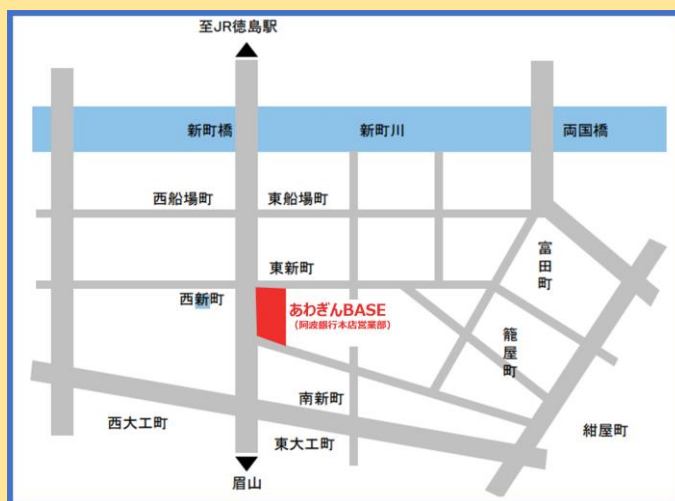 至JR徳島駅
新町橋
新町川
両国橋
西船場町
東船場町
富田町
東新町
西新町
あわぎんBASE
(阿波銀行本店営業部)
籠屋町
南新町
西大工町
東大工町
紺屋町
眉山